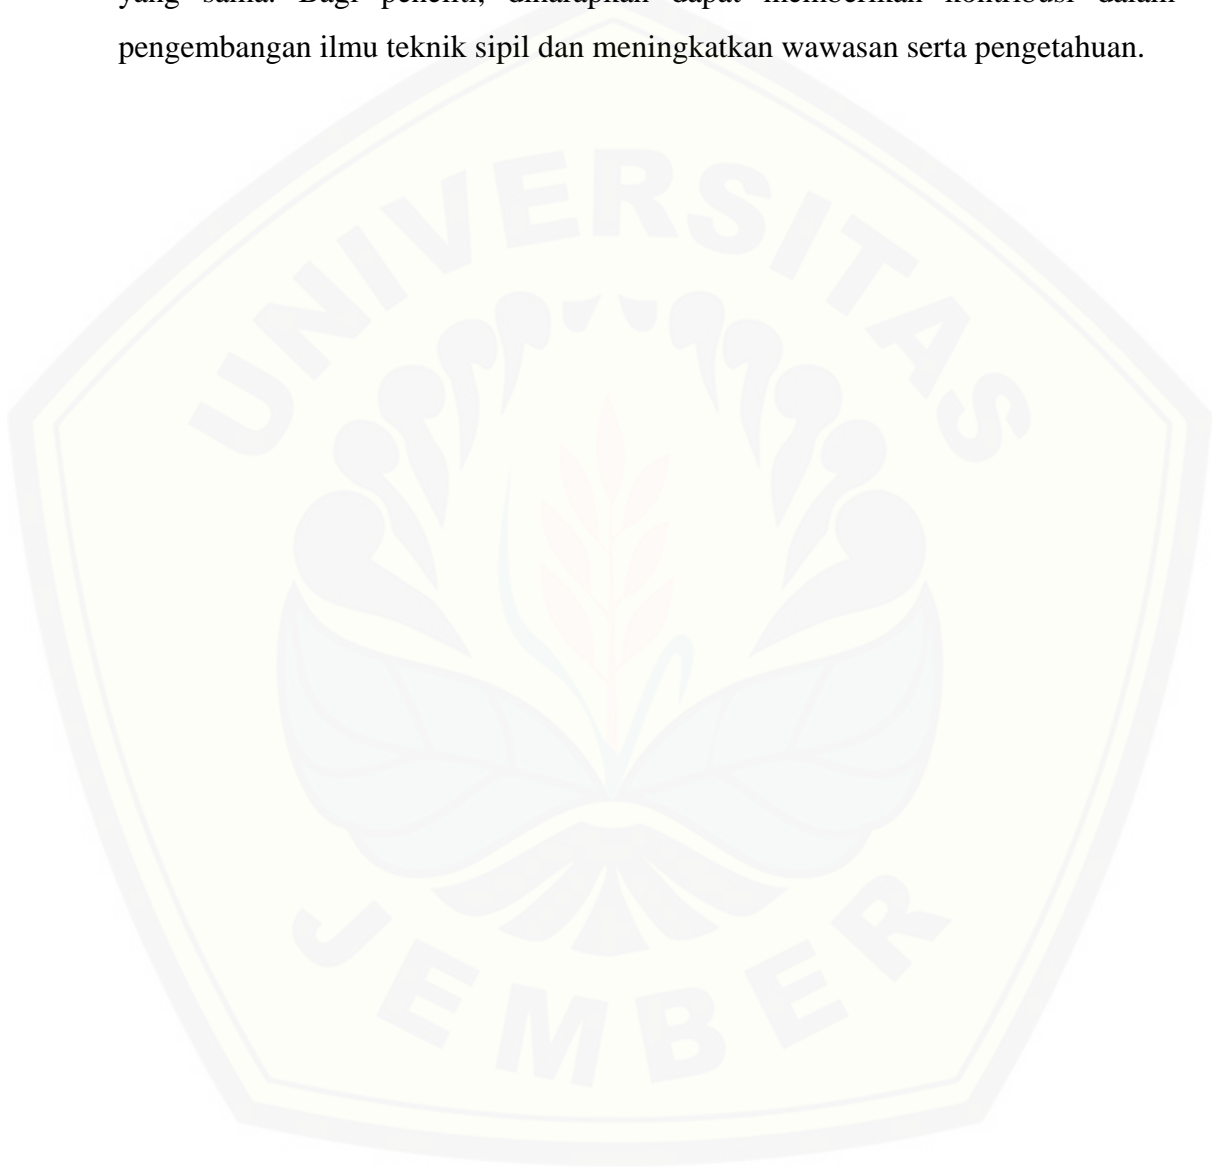 yang sama. Bagi peneliti, diharapkan dapat memberikan kontribusi dalam
pengembangan ilmu teknik sipil dan meningkatkan wawasan serta pengetahuan.
UNIVERSITAS
JEMBER